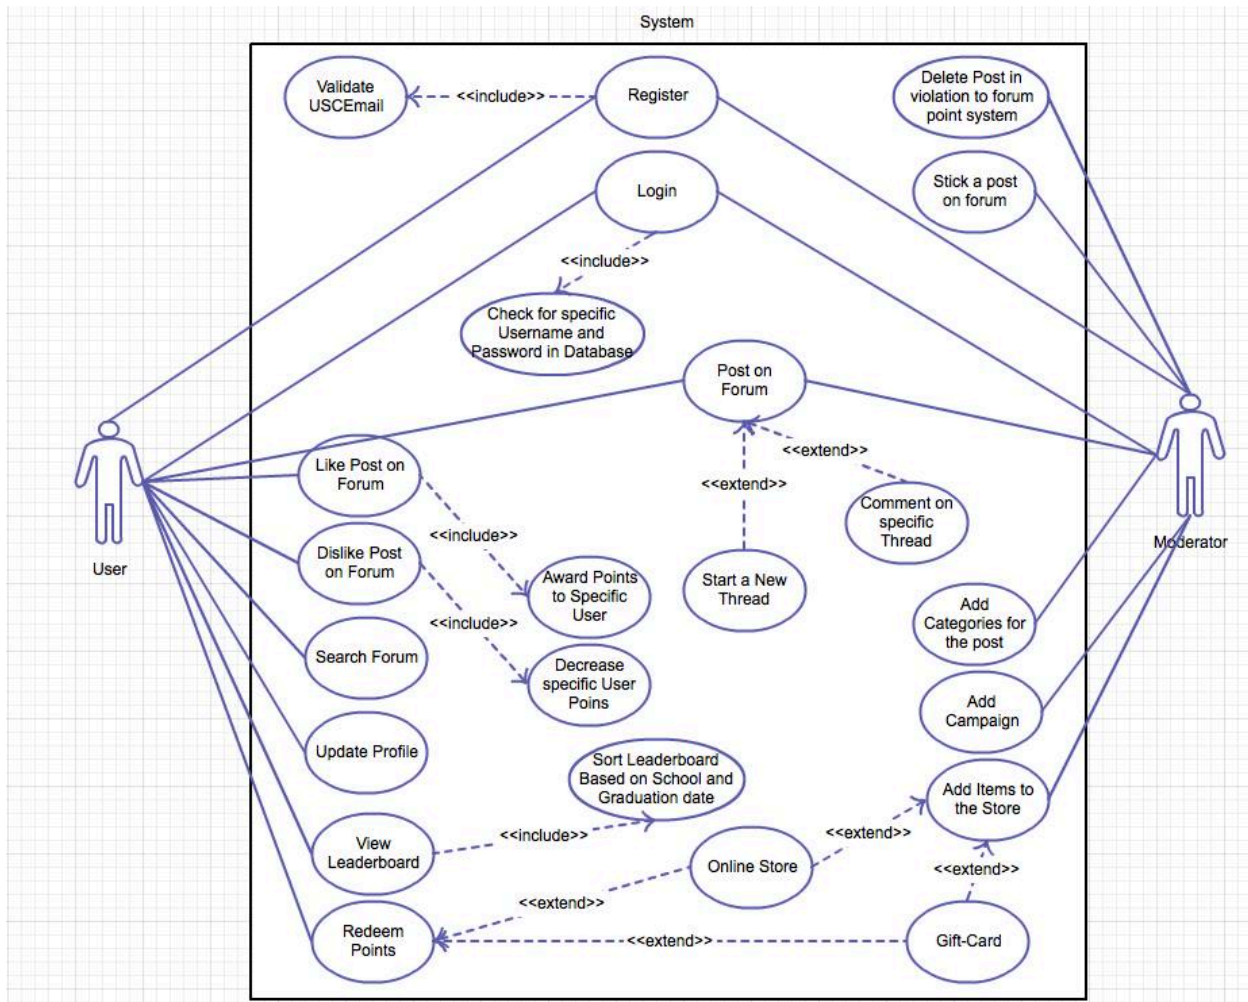 System
Validate
USCEmail
<<include>>
Register
Delete Post in
violation to forum
point system
Login
Stick a post
on forum
<<include>>
Check for specific
Username and
Password in Database
Post on
Forum
Like Post on
Forum
<<extend>>
<<extend>>
Comment on
specific
Thread
<<include>>
Dislike Post
on Forum
User
Moderator
Award Points
to Specific
User
Start a New
Thread
<<include>>
Add
Categories for
the post
Search Forum
Decrease
specific User
Poins
Add
Campaign
Update Profile
Sort Leaderboard
Based on School and
Graduation date
Add Items to
the Store
<<include>>
<<extend>>
View
Leaderboard
Online Store
<<extend>>
<<extend>>
Redeem
Points
<<extend>>
Gift-Card